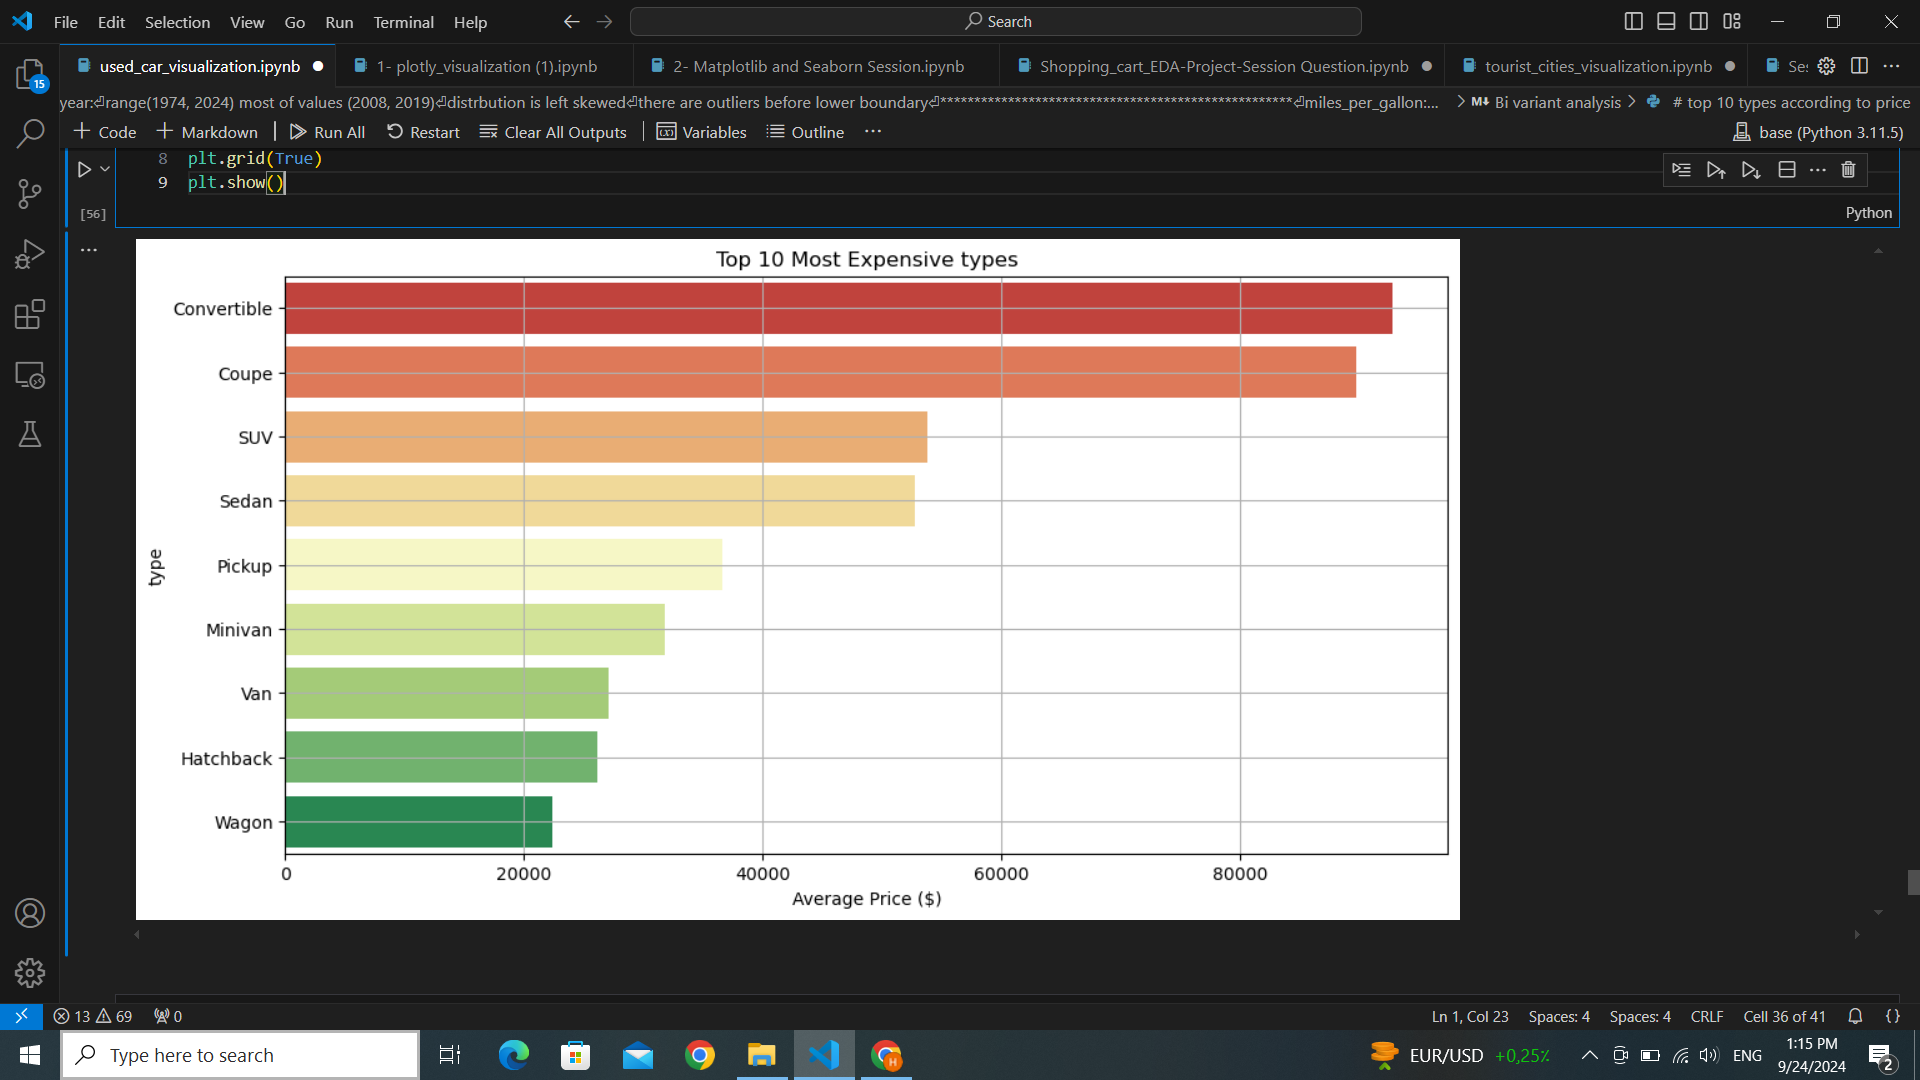 File Edit Selection View Go Run Terminal Help
Search
used_car_visualization.ipynb
1- plotly_visualization (1).ipynb
2- Matplotlib and Seaborn Session.ipynb
Shopping_cart_EDA-Project-Session Question.ipynb
tourist_cities_visualization.ipynb
15
year:⏎range(1974, 2024) most of values (2008, 2019)⏎distrbution is left skewed⏎there are outliers before lower boundary⏎****************************************************⏎miles_per_gallon:... > Bi variant analysis > # top 10 types according to price
+ Code + Markdown Run All Restart Clear All Outputs Variables Outline ... base (Python 3.11.5)
8 plt.grid(True)
9 plt.show()
[56]
Python
Top 10 Most Expensive types
Convertible
Coupe
SUV
Sedan
Pickup
type
Minivan
Van
Hatchback
Wagon
0 20000 40000 60000 80000
Average Price ($)
13 69 0
Ln 1, Col 23 Spaces: 4 Spaces: 4 CRLF Cell 36 of 41
Type here to search
EUR/USD +0,25%
ENG
1:15 PM
9/24/2024
2